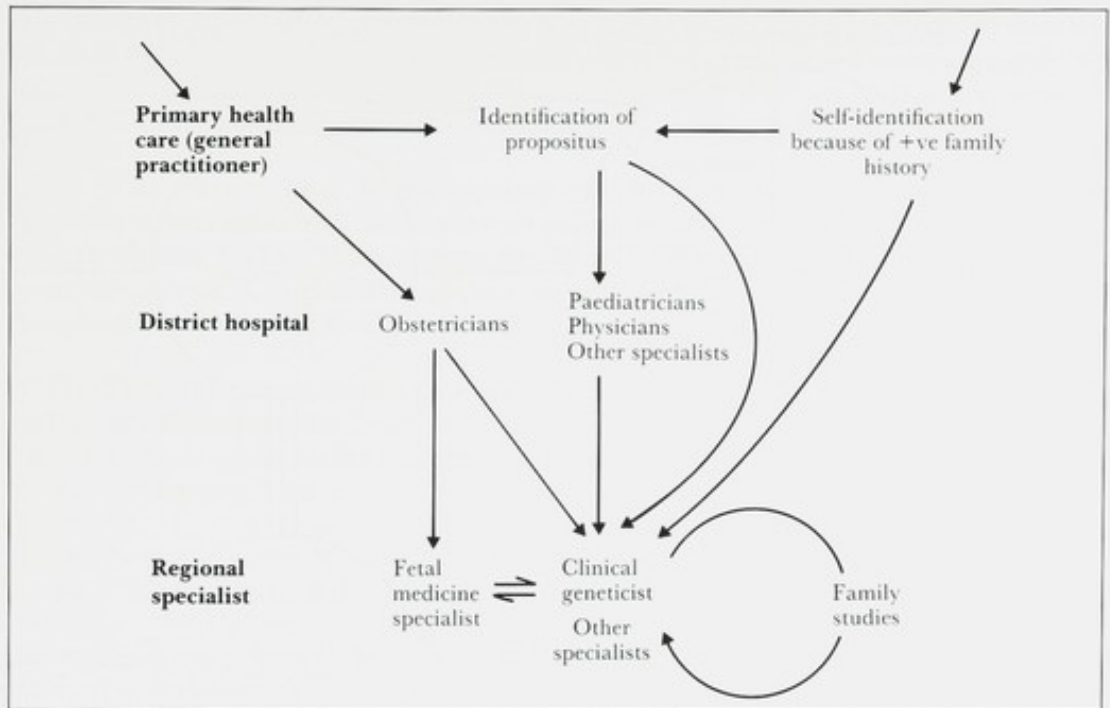 Primary health
care (general
practitioner)
Identification of
propositus
Self-identification
because of +ve family
history
District hospital
Obstetricians
Paediatricians
Physicians
Other specialists
Regional
specialist
Fetal
medicine
specialist
Clinical
geneticist
Other
specialists
Family
studies